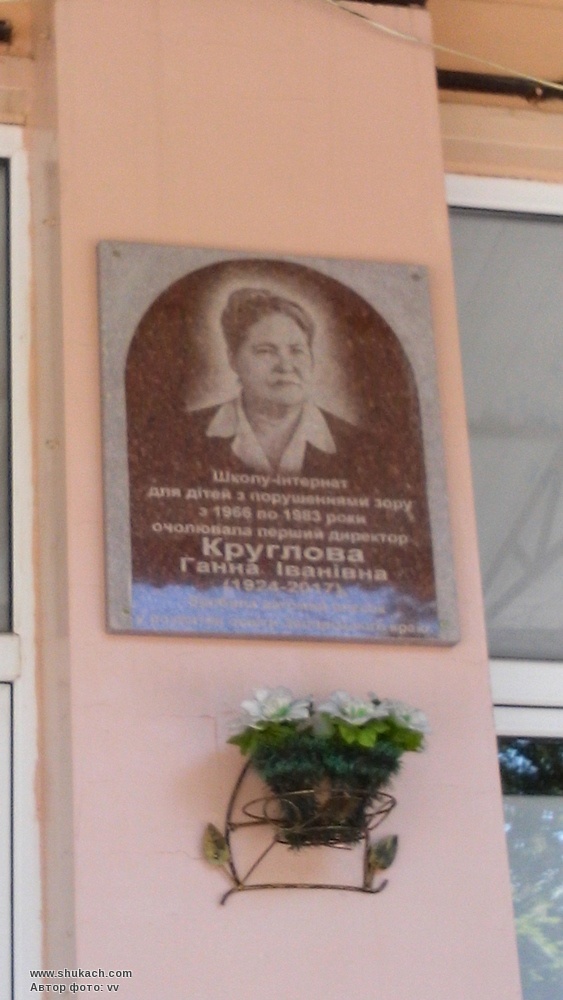 Школу-інтернат
для дітей з порушеннями зору
з 1966 по 1983 роки
очолювала перший директор
Круглова
Ганна Іванівна
(1924-2017)
www.shukach.com
Автор фото: vv